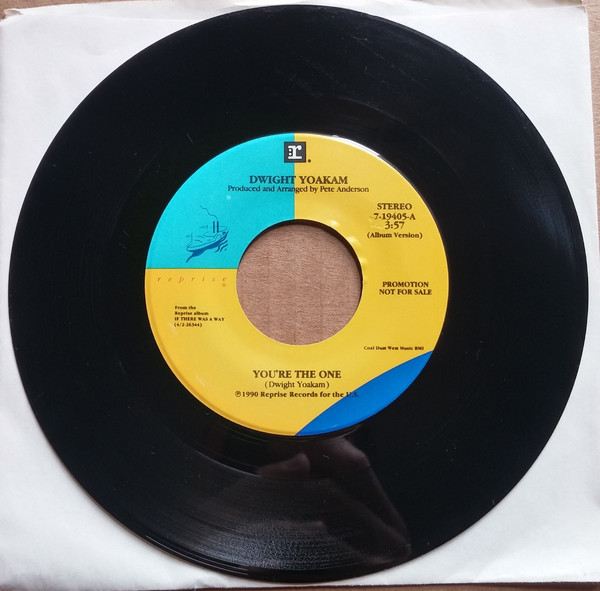 r.
DWIGHT YOAKAM
Produced and Arranged by Pete Anderson
STEREO
7-19405-A
3:57
(Album Version)
reprise
PROMOTION
NOT FOR SALE
From the
Reprise album
IF THERE WAS A WAY
(4/2-26344)
Coal Dust West Music BMI
YOU'RE THE ONE
(Dwight Yoakam)
℗1990 Reprise Records for the U.S.